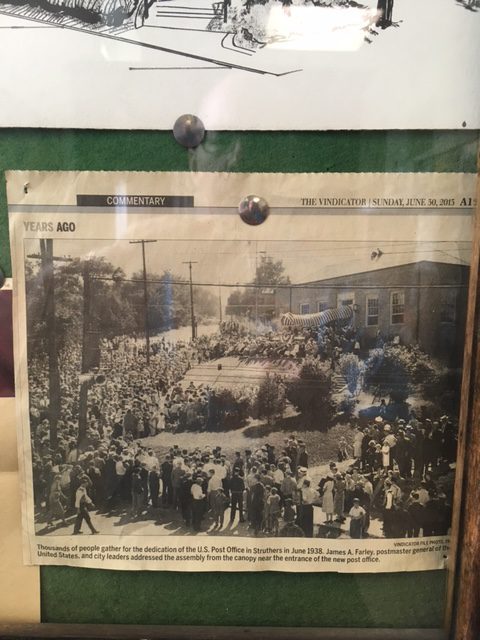 COMMENTARY
THE VINDICATOR | SUNDAY, JUNE 30, 2013
YEARS AGO
VINDICATOR FILE PHOTO,
Thousands of people gather for the dedication of the U.S. Post Office in Struthers in June 1938. James A. Farley, postmaster general of the
United States, and city leaders addressed the assembly from the canopy near the entrance of the new post office.